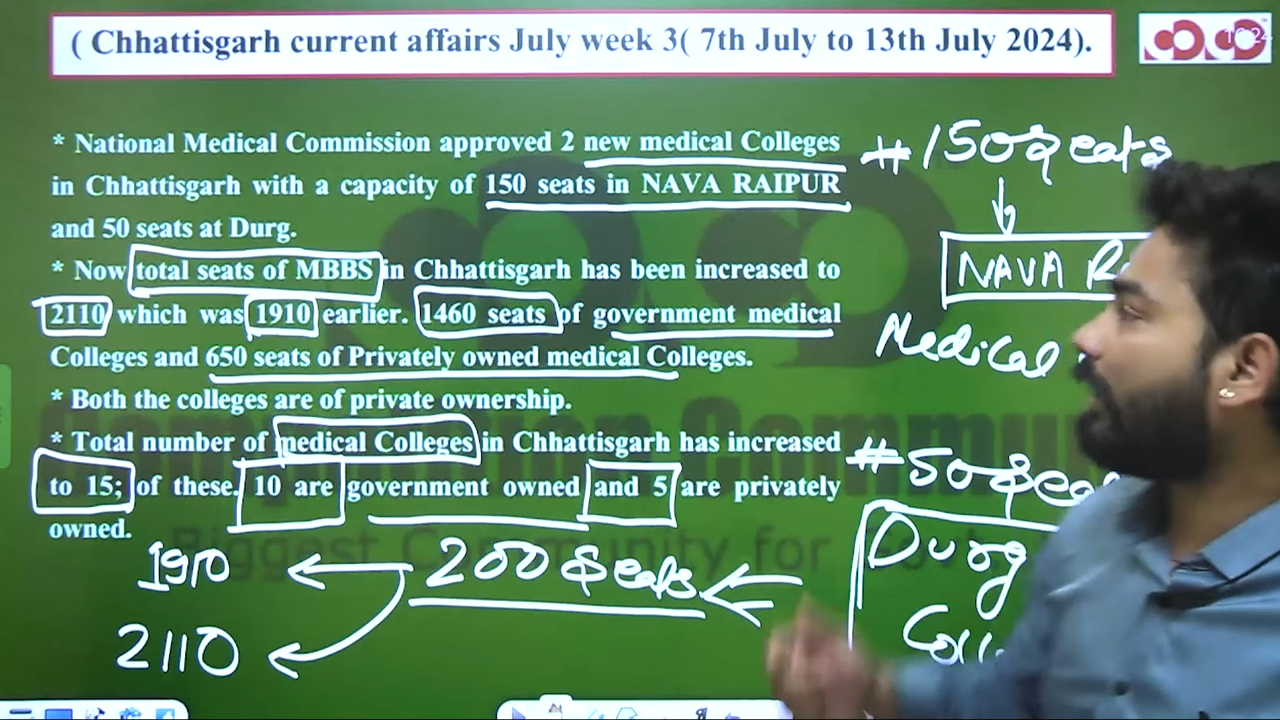 ( Chhattisgarh current affairs July week 3( 7th July to 13th July 2024).
* National Medical Commission approved 2 new medical Colleges
in Chhattisgarh with a capacity of 150 seats in NAVA RAIPUR
and 50 seats at Durg.
* Now total seats of MBBS in Chhattisgarh has been increased to
2110 which was 1910 earlier. 1460 seats of government medical
Colleges and 650 seats of Privately owned medical Colleges.
* Both the colleges are of private ownership.
* Total number of medical Colleges in Chhattisgarh has increased
to 15; of these. 10 are government owned and 5 are privately
owned.
1910
200 Seats
2110
# 150 Seats
NAVA R
Medical
# 50 Sea
Durg
Coll
Biggest Community for